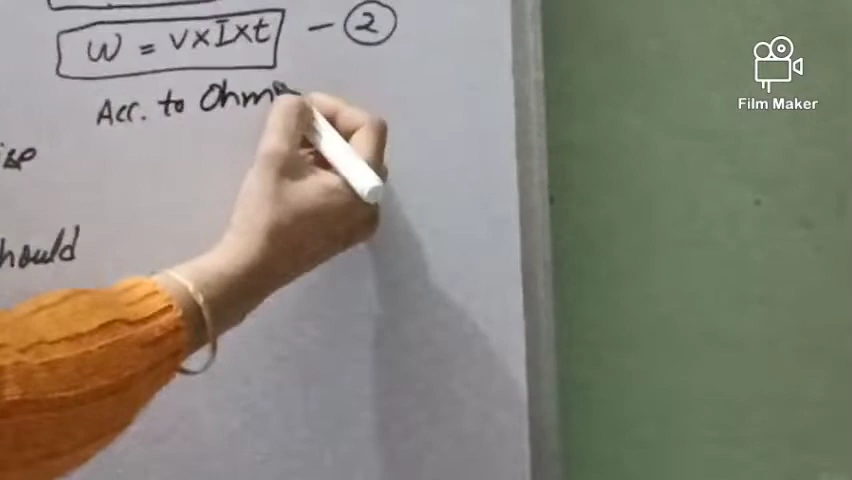 W = V×I×t — ②
Acc. to Ohm
hould
Film Maker